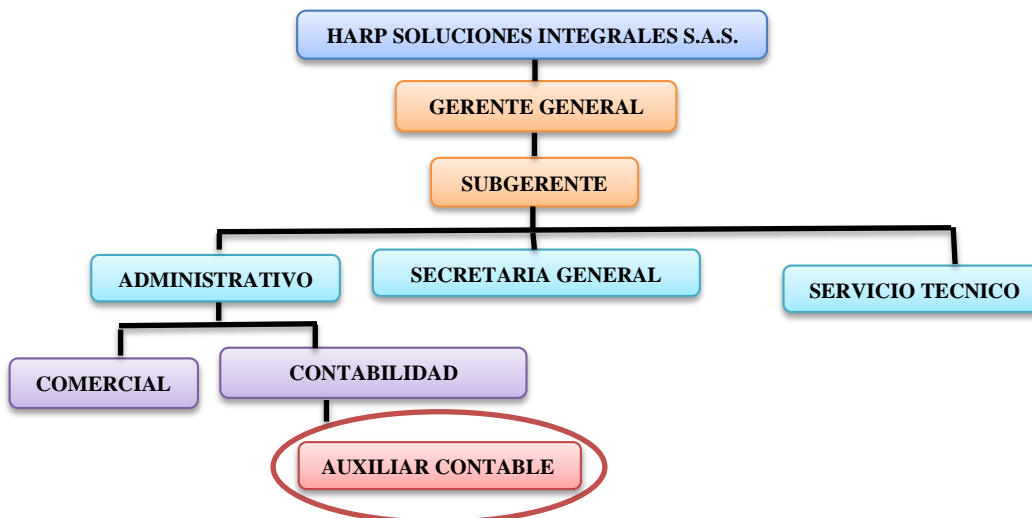 HARP SOLUCIONES INTEGRALES S.A.S.
GERENTE GENERAL
SUBGERENTE
ADMINISTRATIVO
SECRETARIA GENERAL
SERVICIO TECNICO
COMERCIAL
CONTABILIDAD
AUXILIAR CONTABLE